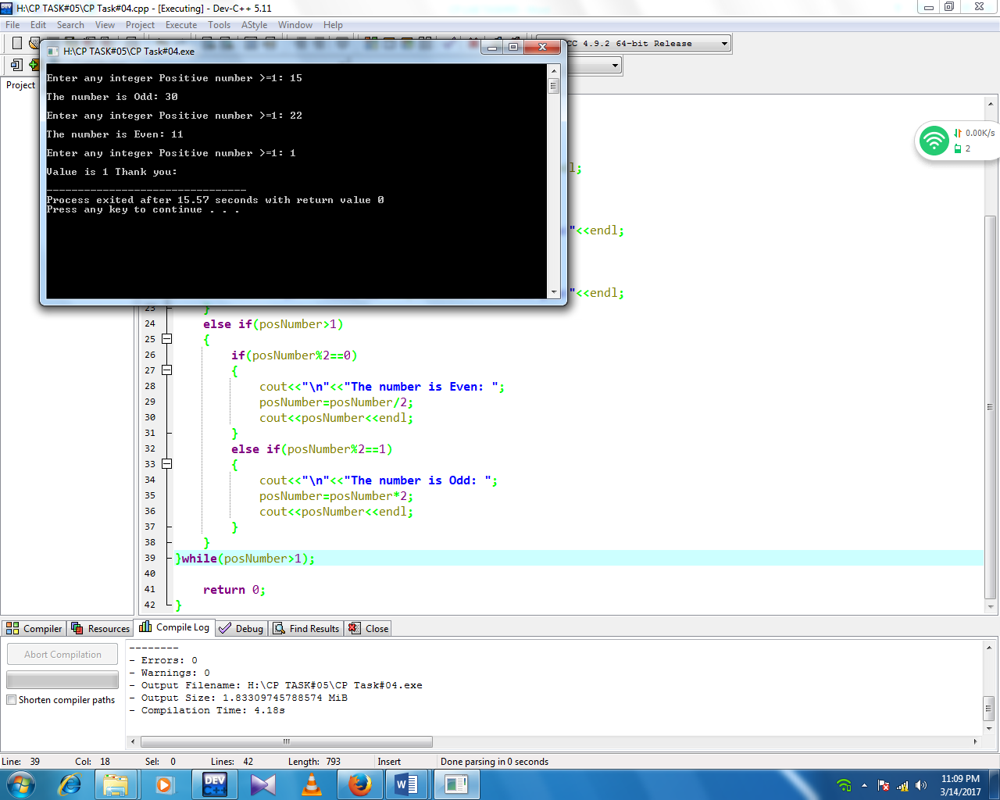 H:\CP TASK#05\CP Task#04.cpp - [Executing] - Dev-C++ 5.11
File Edit Search View Project Execute Tools AStyle Window Help
CC 4.9.2 64-bit Release
H:\CP TASK#05\CP Task#04.exe
Project
Enter any integer Positive number >=1: 15
The number is Odd: 30
Enter any integer Positive number >=1: 22
The number is Even: 11
Enter any integer Positive number >=1: 1
Value is 1 Thank you:
--------------------------------
Process exited after 15.57 seconds with return value 0
Press any key to continue . . .
0.00K/s
2
l;
"<<endl;
"<<endl;
23 }
24 else if(posNumber>1)
25 {
26 if(posNumber%2==0)
27 {
28 cout<<"\n"<<"The number is Even: ";
29 posNumber=posNumber/2;
30 cout<<posNumber<<endl;
31 }
32 else if(posNumber%2==1)
33 {
34 cout<<"\n"<<"The number is Odd: ";
35 posNumber=posNumber*2;
36 cout<<posNumber<<endl;
37 }
38 }
39 }while(posNumber>1);
40
41 return 0;
42 }
Compiler Resources Compile Log Debug Find Results Close
Abort Compilation
Shorten compiler paths
--------
- Errors: 0
- Warnings: 0
- Output Filename: H:\CP TASK#05\CP Task#04.exe
- Output Size: 1.83309745788574 MiB
- Compilation Time: 4.18s
Line: 39 Col: 18 Sel: 0 Lines: 42 Length: 793 Insert Done parsing in 0 seconds
DEV C++
11:09 PM
3/14/2017